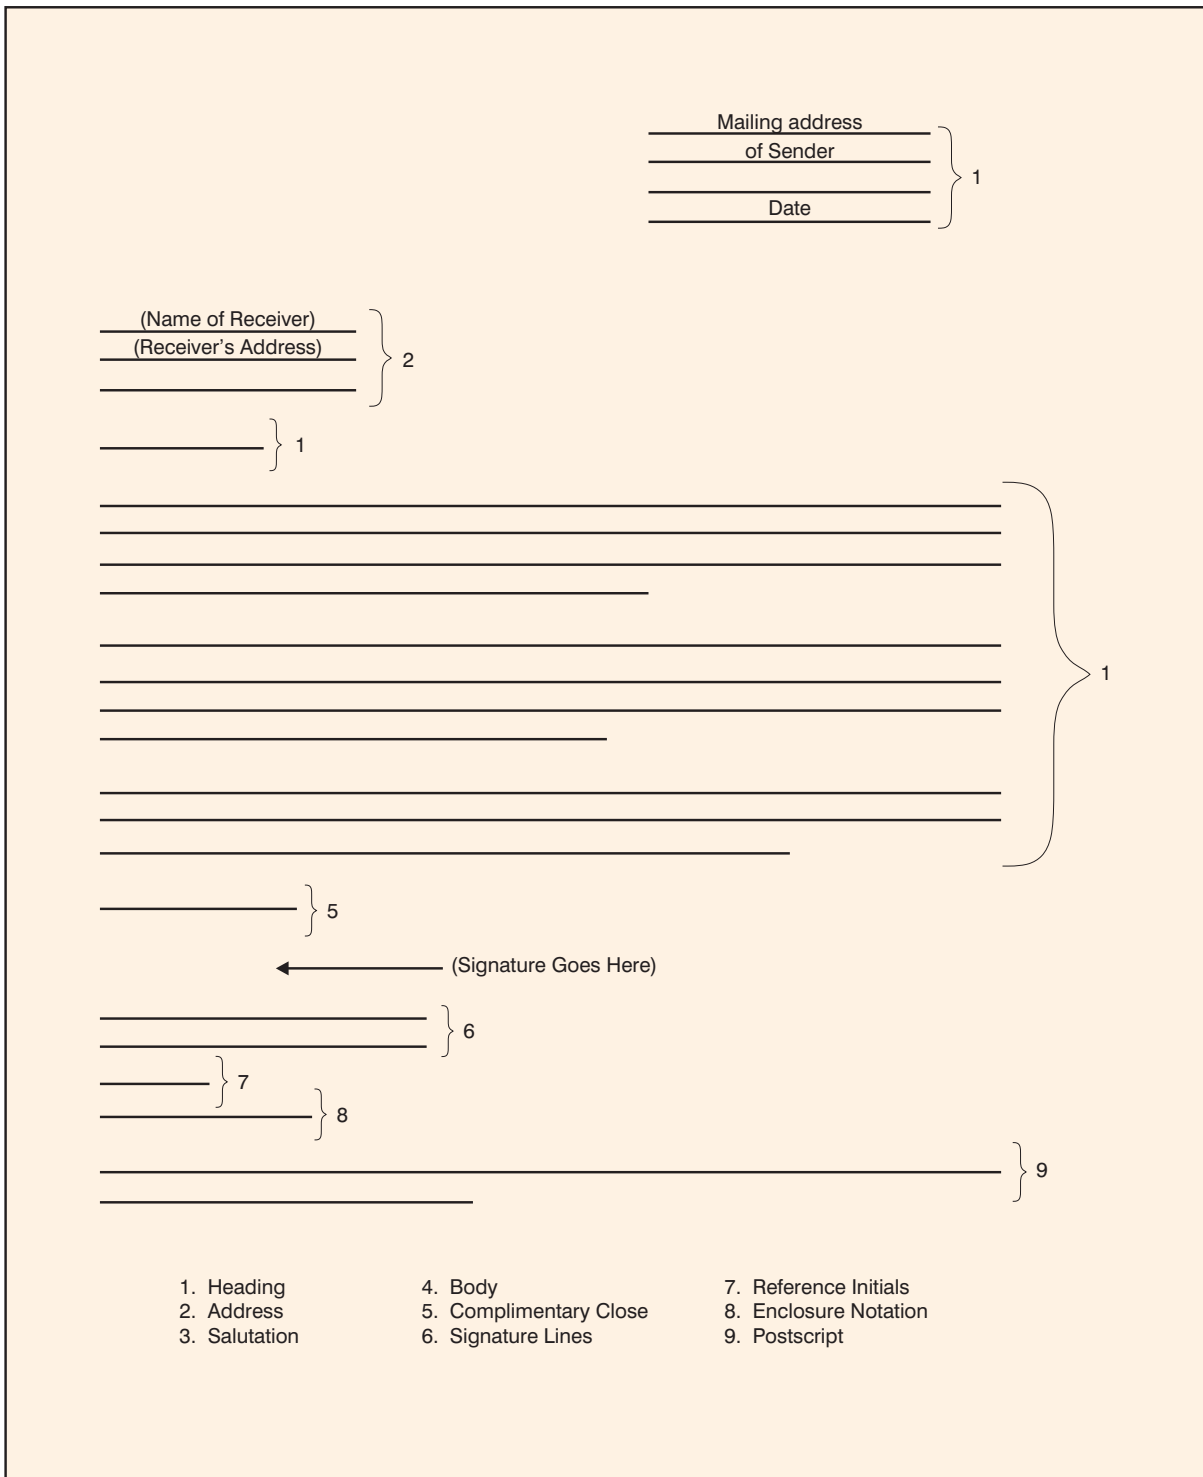 Mailing address
of Sender
1
Date
(Name of Receiver)
(Receiver's Address)
2
1
1
5
(Signature Goes Here)
6
7
8
9
1. Heading 4. Body 7. Reference Initials
2. Address 5. Complimentary Close 8. Enclosure Notation
3. Salutation 6. Signature Lines 9. Postscript